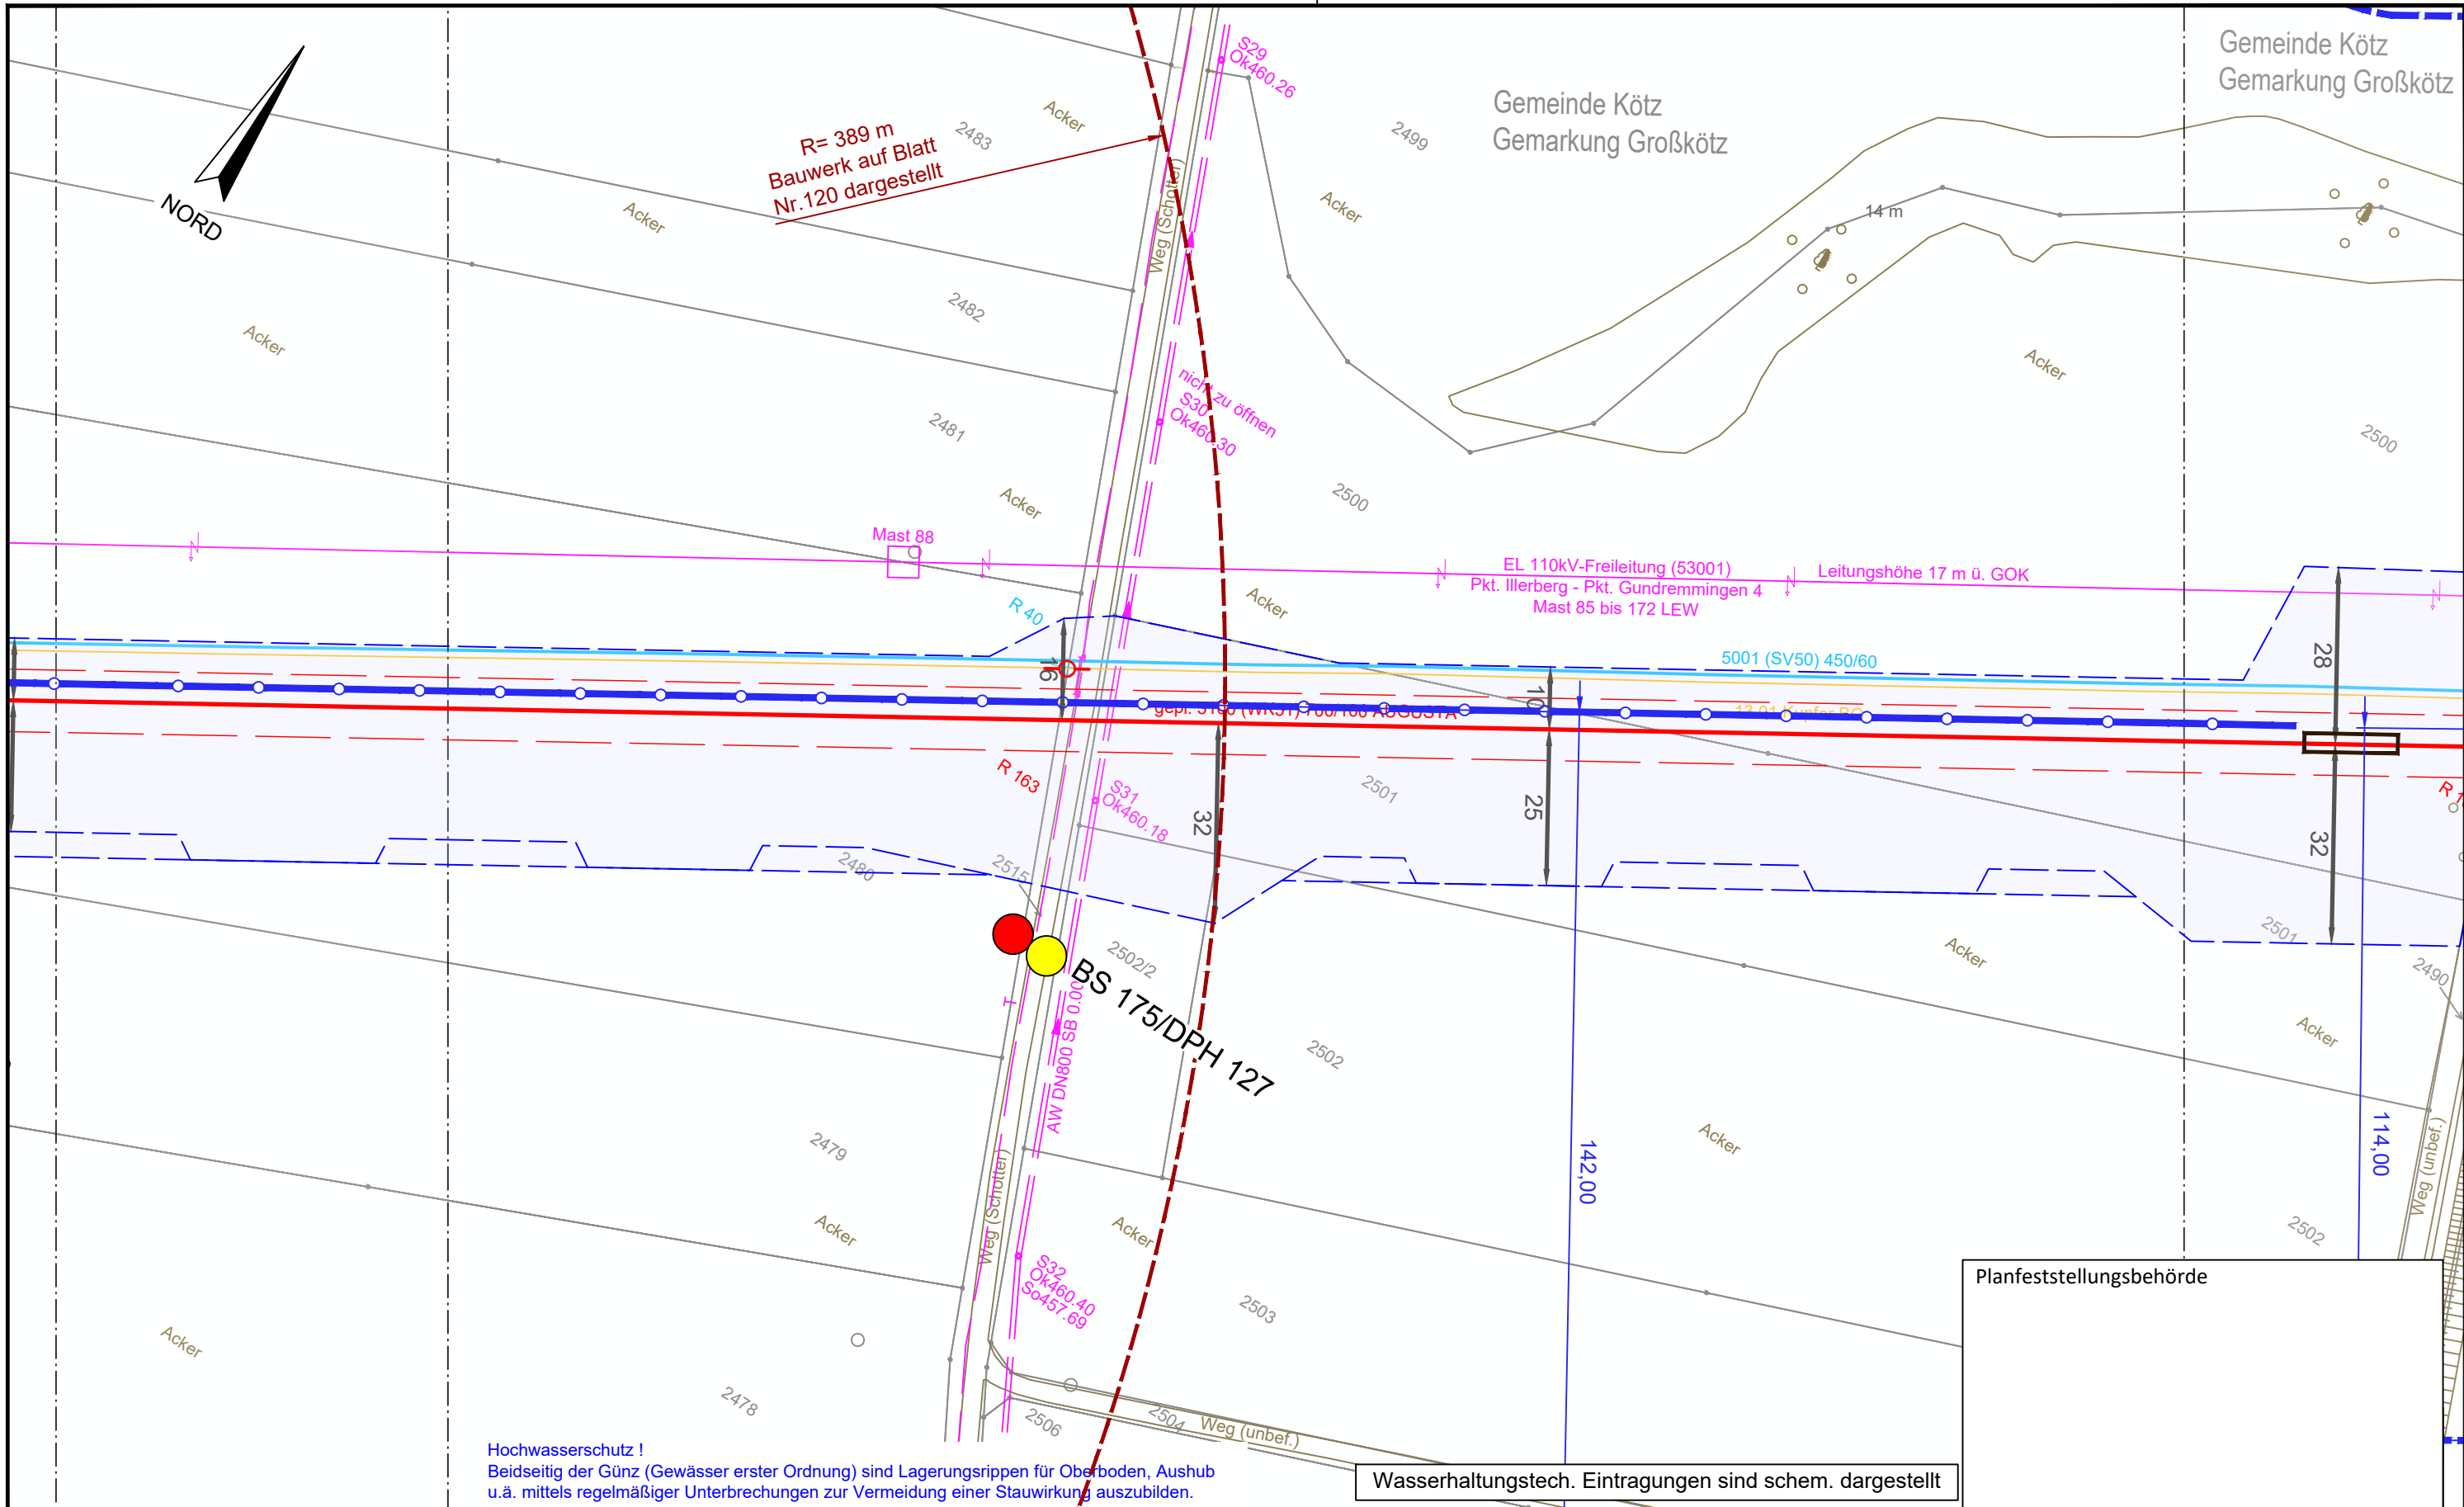 Gemeinde Kötz
Gemarkung Großkötz
Gemeinde Kötz
Gemarkung Großkötz
NORD
R= 389 m
Bauwerk auf Blatt
Nr.120 dargestellt
S29
Ok460.26
2483
Acker
2499
Acker
Acker
Weg (Schotter)
14 m
2482
Acker
Acker
2481
nicht zu öffnen
S30
Ok460.30
2500
Acker
2500
Mast 88
EL 110kV-Freileitung (53001)
Pkt. Illerberg - Pkt. Gundremmingen 4
Mast 85 bis 172 LEW
Leitungshöhe 17 m ü. GOK
R 40
Acker
5001 (SV50) 450/60
28
16
10
700/100 AUGUSTA
R 163
S31
Ok460.18
2501
32
25
32
2480
2515
2502/2
2501
Acker
2490
T
AW DN800 SB 0.00
BS 175/DPH 127
2502
Acker
Acker
142,00
114,00
2479
Weg (Schotter)
Acker
Acker
Weg (unbef.)
2502
S32
Ok460.40
So457.69
2503
Planfeststellungsbehörde
Acker
2478
2506
2504
Weg (unbef.)
Hochwasserschutz !
Beidseitig der Günz (Gewässer erster Ordnung) sind Lagerungsrippen für Oberboden, Aushub
u.ä. mittels regelmäßiger Unterbrechungen zur Vermeidung einer Stauwirkung auszubilden.
Wasserhaltungstech. Eintragungen sind schem. dargestellt